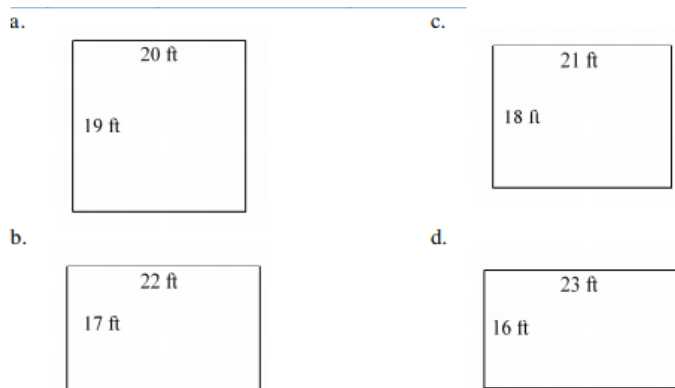 a.
20 ft
19 ft
c.
21 ft
18 ft
b.
22 ft
17 ft
d.
23 ft
16 ft